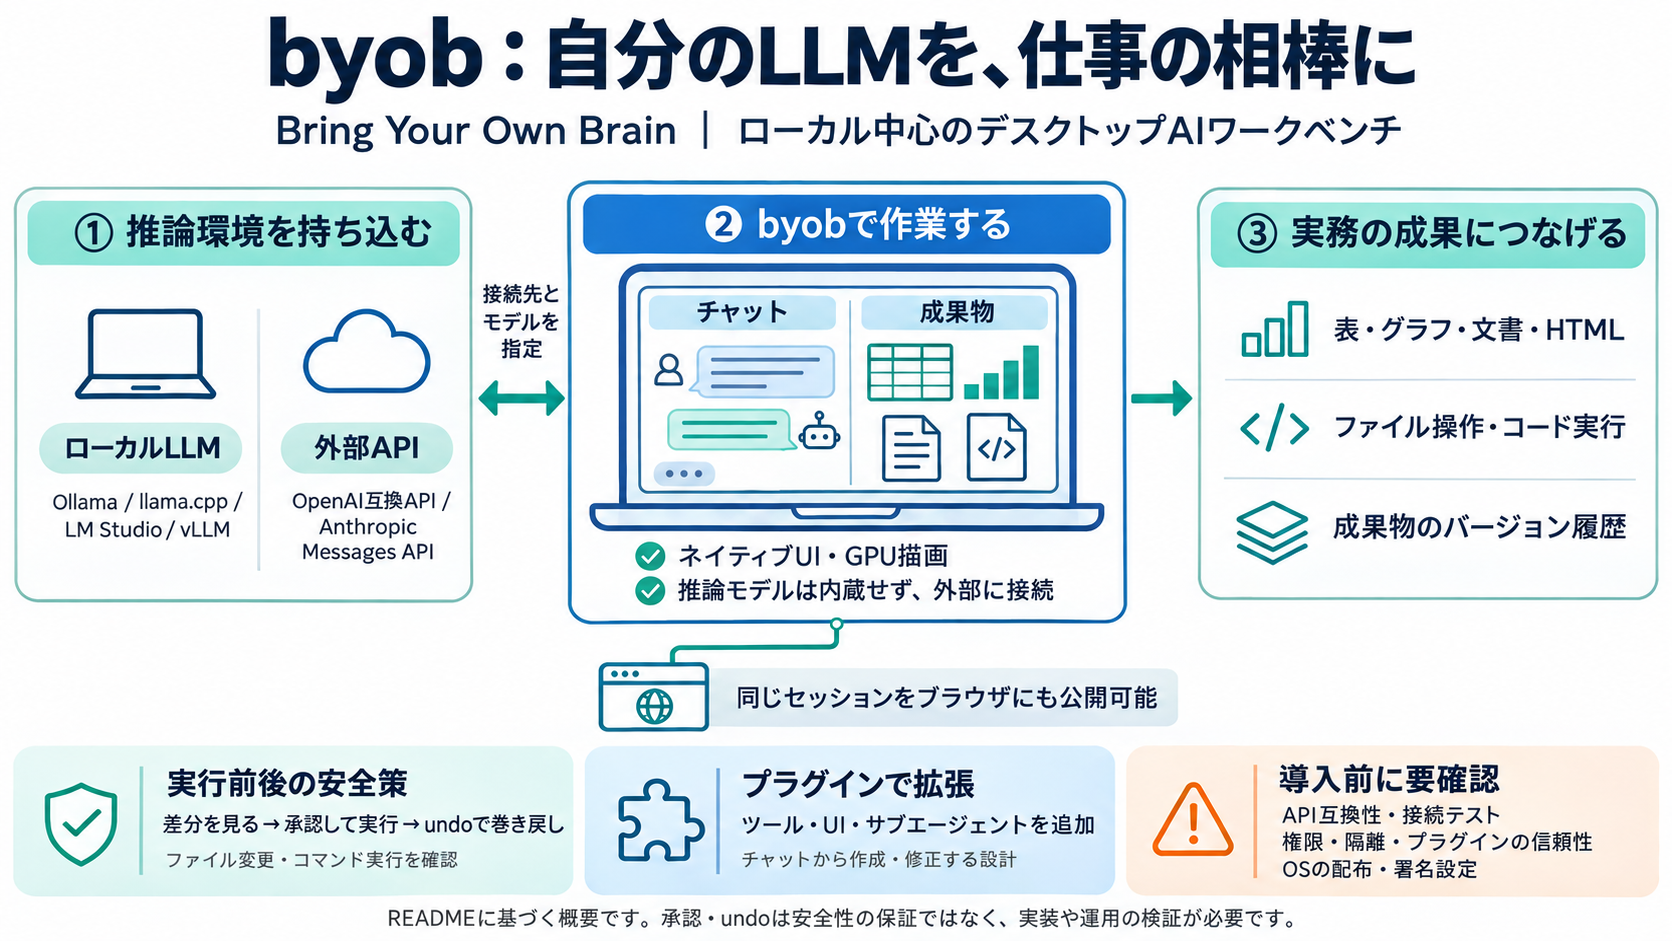 byob：自分のLLMを、仕事の相棒に
Bring Your Own Brain ｜ ローカル中心のデスクトップAIワークベンチ
① 推論環境を持ち込む
ローカルLLM
Ollama / llama.cpp /
LM Studio / vLLM
外部API
OpenAI互換API /
Anthropic
Messages API
接続先と
モデルを
指定
❷ byobで作業する
チャット
成果物
</>
ネイティブUI・GPU描画
推論モデルは内蔵せず、外部に接続
③ 実務の成果につなげる
表・グラフ・文書・HTML
</>
ファイル操作・コード実行
成果物のバージョン履歴
同じセッションをブラウザにも公開可能
実行前後の安全策
差分を見る→承認して実行→undoで巻き戻し
ファイル変更・コマンド実行を確認
プラグインで拡張
ツール・UI・サブエージェントを追加
チャットから作成・修正する設計
導入前に要確認
API互換性・接続テスト
権限・隔離・プラグインの信頼性
OSの配布・署名設定
READMEに基づく概要です。承認・undoは安全性の保証ではなく、実装や運用の検証が必要です。